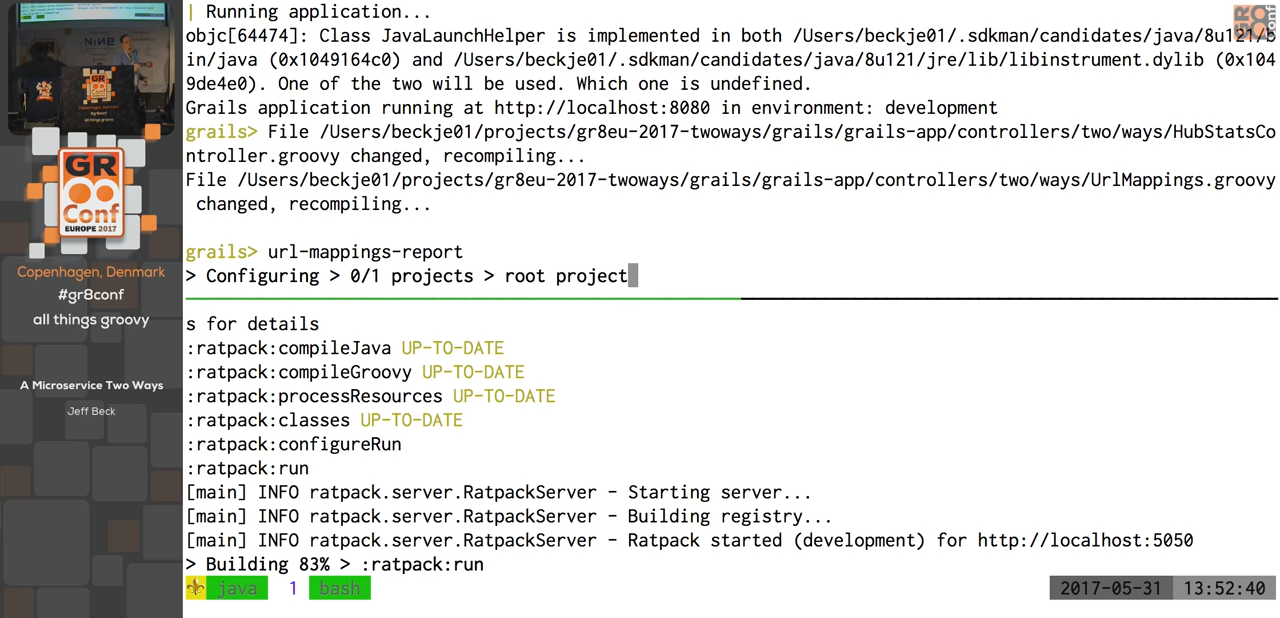 GR
Conf
EUROPE 2017
Copenhagen, Denmark
#gr8conf
all things groovy
A Microservice Two Ways
Jeff Beck
| Running application...
objc[64474]: Class JavaLaunchHelper is implemented in both /Users/beckje01/.sdkman/candidates/java/8u121/b
in/java (0x1049164c0) and /Users/beckje01/.sdkman/candidates/java/8u121/jre/lib/libinstrument.dylib (0x104
9de4e0). One of the two will be used. Which one is undefined.
Grails application running at http://localhost:8080 in environment: development
grails> File /Users/beckje01/projects/gr8eu-2017-twoways/grails/grails-app/controllers/two/ways/HubStatsCo
ntroller.groovy changed, recompiling...
File /Users/beckje01/projects/gr8eu-2017-twoways/grails/grails-app/controllers/two/ways/UrlMappings.groovy
changed, recompiling...
grails> url-mappings-report
> Configuring > 0/1 projects > root project
s for details
:ratpack:compileJava UP-TO-DATE
:ratpack:compileGroovy UP-TO-DATE
:ratpack:processResources UP-TO-DATE
:ratpack:classes UP-TO-DATE
:ratpack:configureRun
:ratpack:run
[main] INFO ratpack.server.RatpackServer - Starting server...
[main] INFO ratpack.server.RatpackServer - Building registry...
[main] INFO ratpack.server.RatpackServer - Ratpack started (development) for http://localhost:5050
> Building 83% > :ratpack:run
java 1 bash 2017-05-31 13:52:40